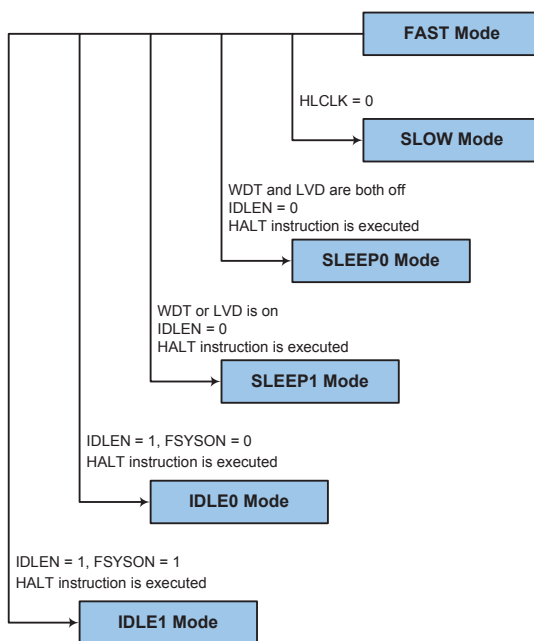 FAST Mode
HLCLK = 0
SLOW Mode
WDT and LVD are both off
IDLEN = 0
HALT instruction is executed
SLEEP0 Mode
WDT or LVD is on
IDLEN = 0
HALT instruction is executed
SLEEP1 Mode
IDLEN = 1, FSYSON = 0
HALT instruction is executed
IDLE0 Mode
IDLEN = 1, FSYSON = 1
HALT instruction is executed
IDLE1 Mode